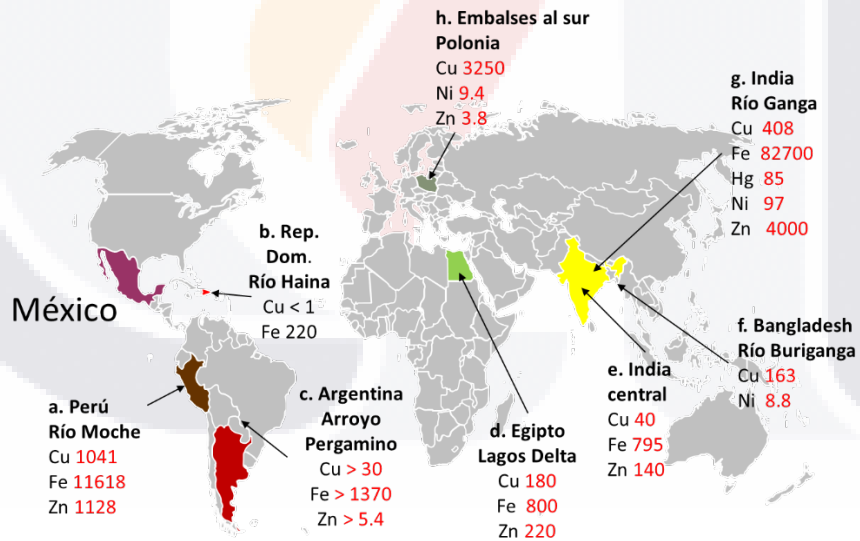 h. Embalses al sur
Polonia
Cu 3250
Ni 9.4
Zn 3.8
g. India
Río Ganga
Cu 408
Fe 82700
Hg 85
Ni 97
Zn 4000
b. Rep.
Dom.
Río Haina
Cu < 1
Fe 220
México
a. Perú
Río Moche
Cu 1041
Fe 11618
Zn 1128
c. Argentina
Arroyo
Pergamino
Cu > 30
Fe > 1370
Zn > 5.4
d. Egipto
Lagos Delta
Cu 180
Fe 800
Zn 220
e. India
central
Cu 40
Fe 795
Zn 140
f. Bangladesh
Río Buriganga
Cu 163
Ni 8.8